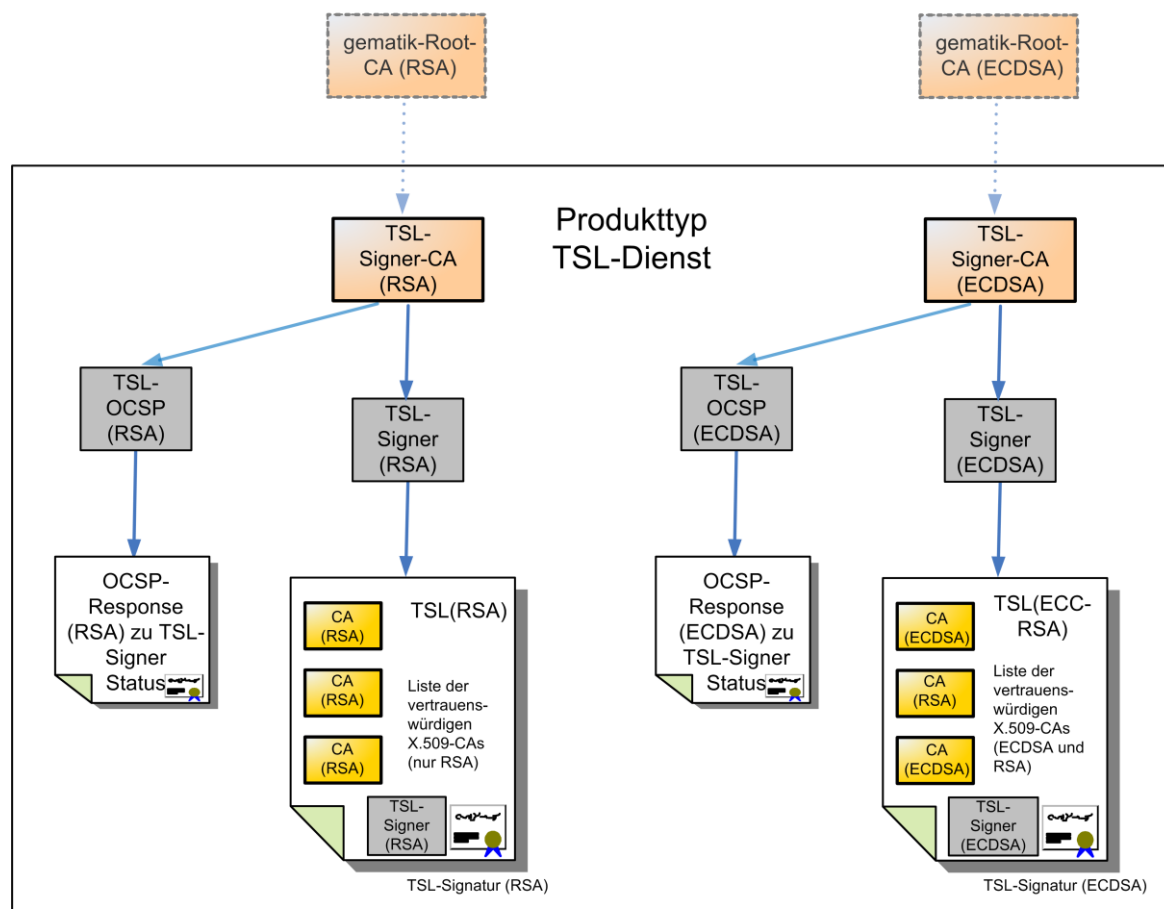 gematik-Root-
CA (RSA)
gematik-Root-
CA (ECDSA)
Produkttyp
TSL-Dienst
TSL-
Signer-CA
(RSA)
TSL-
Signer-CA
(ECDSA)
TSL-
OCSP
(RSA)
TSL-
Signer
(RSA)
TSL-
OCSP
(ECDSA)
TSL-
Signer
(ECDSA)
OCSP-
Response
(RSA) zu TSL-
Signer
Status
TSL(RSA)
CA
(RSA)
CA
(RSA)
CA
(RSA)
Liste der
vertrauens-
würdigen
X.509-CAs
(nur RSA)
TSL-
Signer
(RSA)
TSL-Signatur (RSA)
OCSP-
Response
(ECDSA) zu
TSL-Signer
Status
TSL(ECC-
RSA)
CA
(ECDSA)
CA
(RSA)
CA
(ECDSA)
Liste der
vertrauens-
würdigen
X.509-CAs
(ECDSA und
RSA)
TSL-
Signer
(ECDSA)
TSL-Signatur (ECDSA)